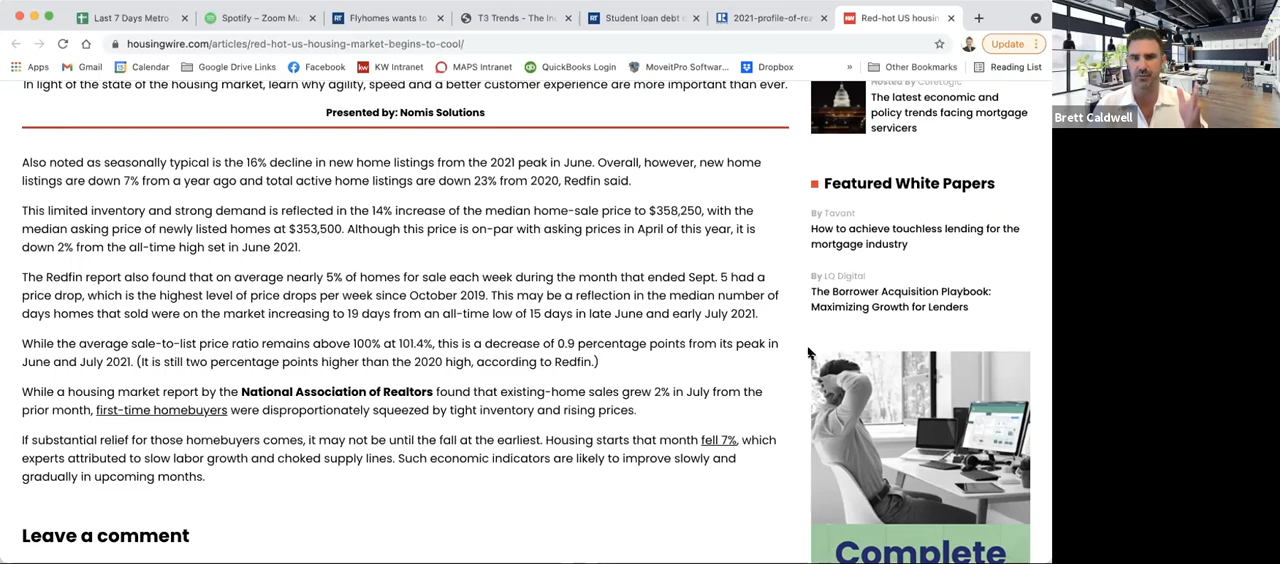 Last 7 Days Metro
Spotify – Zoom Mu
Flyhomes wants to
T3 Trends - The In
Student loan debt
2021-profile-of-re
Red-hot US housin
housingwire.com/articles/red-hot-us-housing-market-begins-to-cool/
Update
Apps
Gmail
Calendar
Google Drive Links
Facebook
KW Intranet
MAPS Intranet
QuickBooks Login
MoveitPro Softwar...
Dropbox
»
Other Bookmarks
Reading List
In light of the state of the housing market, learn why agility, speed and a better customer experience are more important than ever.
Presented by: Nomis Solutions
Also noted as seasonally typical is the 16% decline in new home listings from the 2021 peak in June. Overall, however, new home
listings are down 7% from a year ago and total active home listings are down 23% from 2020, Redfin said.
This limited inventory and strong demand is reflected in the 14% increase of the median home-sale price to $358,250, with the
median asking price of newly listed homes at $353,500. Although this price is on-par with asking prices in April of this year, it is
down 2% from the all-time high set in June 2021.
The Redfin report also found that on average nearly 5% of homes for sale each week during the month that ended Sept. 5 had a
price drop, which is the highest level of price drops per week since October 2019. This may be a reflection in the median number of
days homes that sold were on the market increasing to 19 days from an all-time low of 15 days in late June and early July 2021.
While the average sale-to-list price ratio remains above 100% at 101.4%, this is a decrease of 0.9 percentage points from its peak in
June and July 2021. (It is still two percentage points higher than the 2020 high, according to Redfin.)
While a housing market report by the National Association of Realtors found that existing-home sales grew 2% in July from the
prior month, first-time homebuyers were disproportionately squeezed by tight inventory and rising prices.
If substantial relief for those homebuyers comes, it may not be until the fall at the earliest. Housing starts that month fell 7%, which
experts attributed to slow labor growth and choked supply lines. Such economic indicators are likely to improve slowly and
gradually in upcoming months.
Leave a comment
Hosted By CoreLogic
The latest economic and
policy trends facing mortgage
servicers
Featured White Papers
By Tavant
How to achieve touchless lending for the
mortgage industry
By LQ Digital
The Borrower Acquisition Playbook:
Maximizing Growth for Lenders
Complete
Brett Caldwell